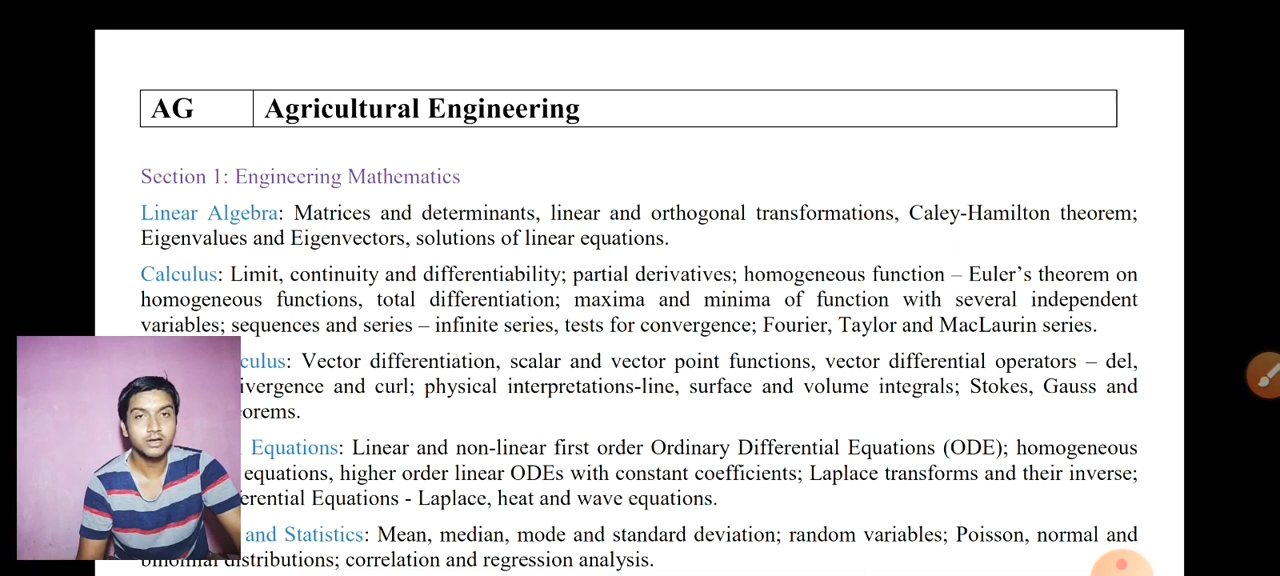 AG Agricultural Engineering
Section 1: Engineering Mathematics
Linear Algebra: Matrices and determinants, linear and orthogonal transformations, Caley-Hamilton theorem;
Eigenvalues and Eigenvectors, solutions of linear equations.
Calculus: Limit, continuity and differentiability; partial derivatives; homogeneous function – Euler's theorem on
homogeneous functions, total differentiation; maxima and minima of function with several independent
variables; sequences and series – infinite series, tests for convergence; Fourier, Taylor and MacLaurin series.
culus: Vector differentiation, scalar and vector point functions, vector differential operators – del,
ivergence and curl; physical interpretations-line, surface and volume integrals; Stokes, Gauss and
orems.
Equations: Linear and non-linear first order Ordinary Differential Equations (ODE); homogeneous
equations, higher order linear ODEs with constant coefficients; Laplace transforms and their inverse;
erential Equations - Laplace, heat and wave equations.
and Statistics: Mean, median, mode and standard deviation; random variables; Poisson, normal and
binomial distributions; correlation and regression analysis.